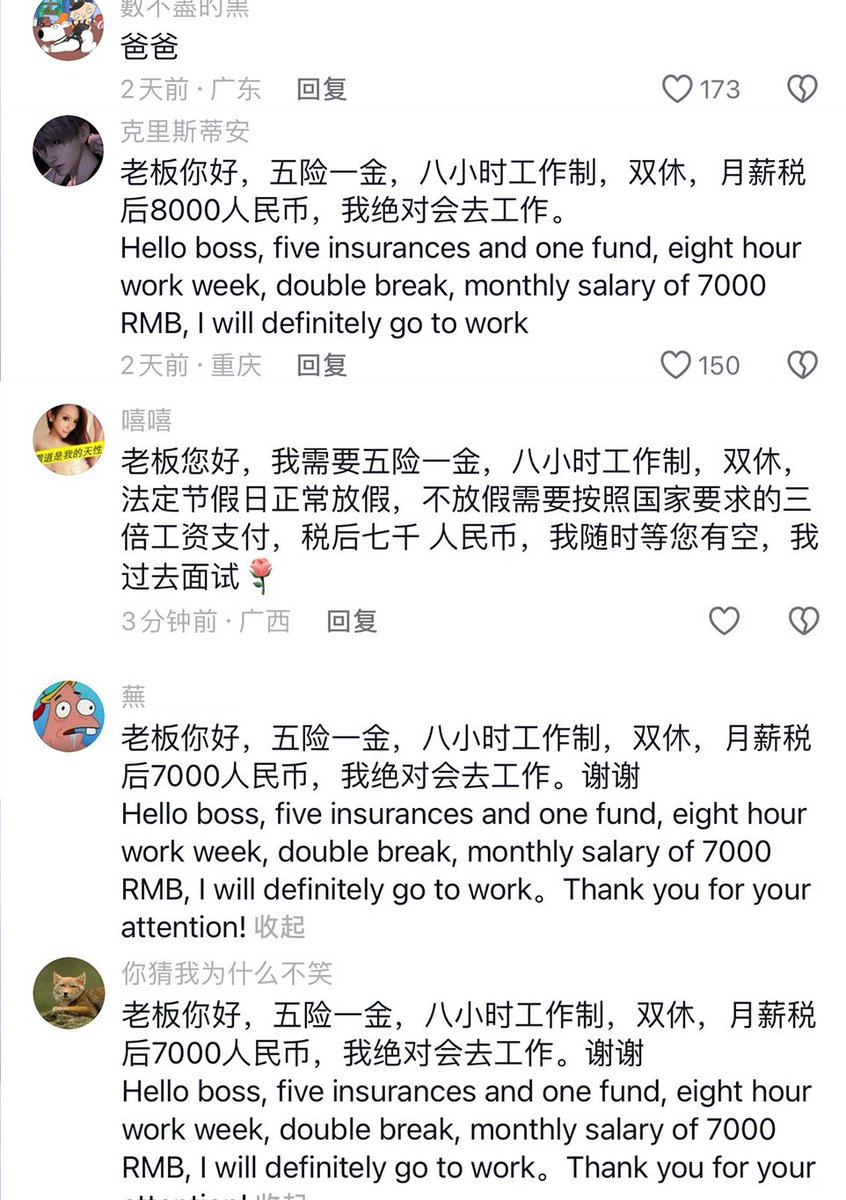 數不盡的黑
爸爸
2天前·广东 回复 173
克里斯蒂安
老板你好，五险一金，八小时工作制，双休，月薪税
后8000人民币，我绝对会去工作。
Hello boss, five insurances and one fund, eight hour
work week, double break, monthly salary of 7000
RMB, I will definitely go to work
2天前·重庆 回复 150
嘻嘻
道是我的天性
老板您好，我需要五险一金，八小时工作制，双休，
法定节假日正常放假，不放假需要按照国家要求的三
倍工资支付，税后七千 人民币，我随时等您有空，我
过去面试🌹
3分钟前·广西 回复
蕪
老板你好，五险一金，八小时工作制，双休，月薪税
后7000人民币，我绝对会去工作。谢谢
Hello boss, five insurances and one fund, eight hour
work week, double break, monthly salary of 7000
RMB, I will definitely go to work。Thank you for your
attention! 收起
你猜我为什么不笑
老板你好，五险一金，八小时工作制，双休，月薪税
后7000人民币，我绝对会去工作。谢谢
Hello boss, five insurances and one fund, eight hour
work week, double break, monthly salary of 7000
RMB, I will definitely go to work。Thank you for your
attention! 收起